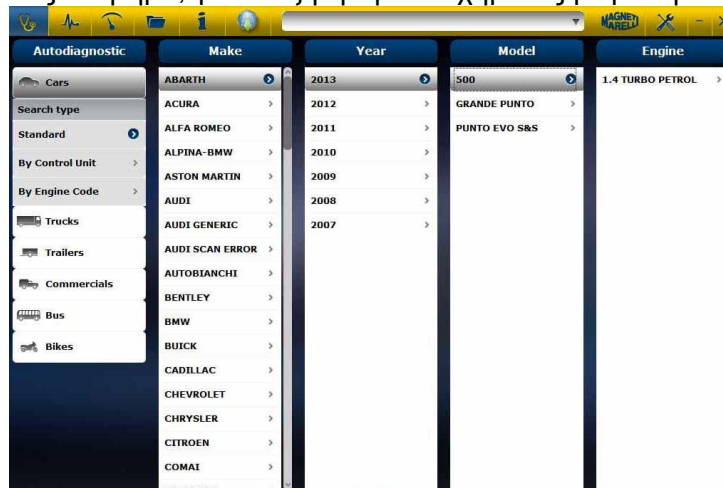 MAGNETI
MARELLI
Autodiagnostic
Make
Year
Model
Engine
Cars
Search type
Standard
By Control Unit
By Engine Code
Trucks
Trailers
Commercials
Bus
Bikes
ABARTH
ACURA
ALFA ROMEO
ALPINA-BMW
ASTON MARTIN
AUDI
AUDI GENERIC
AUDI SCAN ERROR
AUTOBIANCHI
BENTLEY
BMW
BUICK
CADILLAC
CHEVROLET
CHRYSLER
CITROEN
COMAI
2013
2012
2011
2010
2009
2008
2007
500
GRANDE PUNTO
PUNTO EVO S&S
1.4 TURBO PETROL